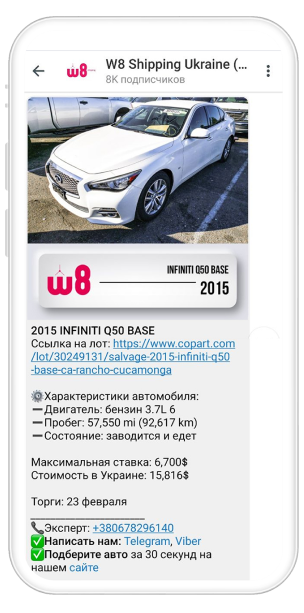 W8 Shipping Ukraine (...
8K подписчиков
w8
w8
INFINITI Q50 BASE
2015
2015 INFINITI Q50 BASE
Ссылка на лот: https://www.copart.com
/lot/30249131/salvage-2015-infiniti-q50
-base-ca-rancho-cucamonga
Характеристики автомобиля:
Двигатель: бензин 3.7L 6
Пробег: 57,550 mi (92,617 km)
Состояние: заводится и едет
Максимальная ставка: 6,700$
Стоимость в Украине: 15,816$
Торги: 23 февраля
Эксперт: +380678296140
Написать нам: Telegram, Viber
Подберите авто за 30 секунд на
нашем сайте